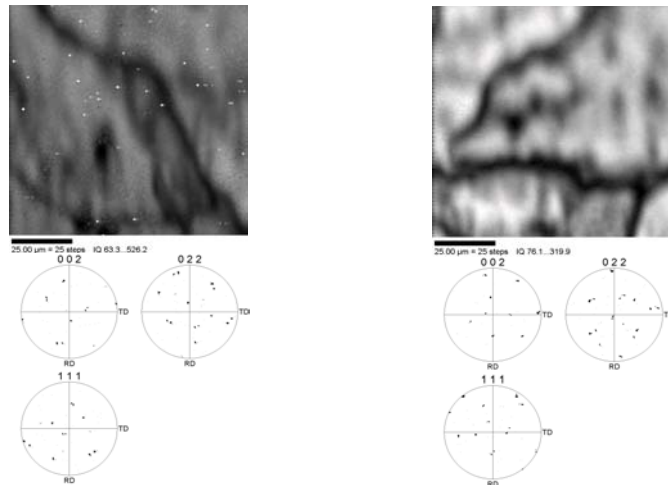 25.00 µm = 25 steps IQ 63.3...526.2
0 0 2
0 2 2
TD
TD
RD
RD
1 1 1
TD
RD
25.00 µm = 25 steps IQ 76.1...319.9
0 0 2
0 2 2
TD
RD
RD
1 1 1
TD
RD